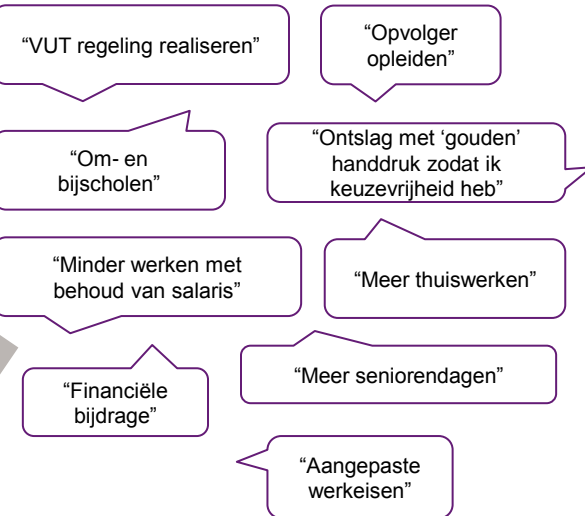 “VUT regeling realiseren”
“Opvolger
opleiden”
“Om- en
bijscholen”
“Ontslag met ‘gouden’
handdruk zodat ik
keuzevrijheid heb”
“Minder werken met
behoud van salaris”
“Meer thuiswerken”
“Financiële
bijdrage”
“Meer seniorendagen”
“Aangepaste
werkeisen”